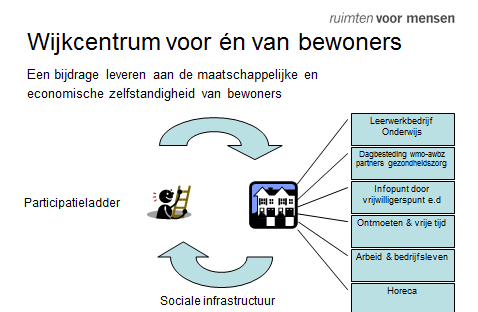 ruimten voor mensen
Wijkcentrum voor én van bewoners
Een bijdrage leveren aan de maatschappelijke en
economische zelfstandigheid van bewoners
Participatieladder
Sociale infrastructuur
Leerwerkbedrijf
Onderwijs
Dagbesteding wmo-awbz
partners gezondheidszorg
Infopunt door
vrijwilligerspunt e.d
Ontmoeten & vrije tijd
Arbeid & bedrijfsleven
Horeca